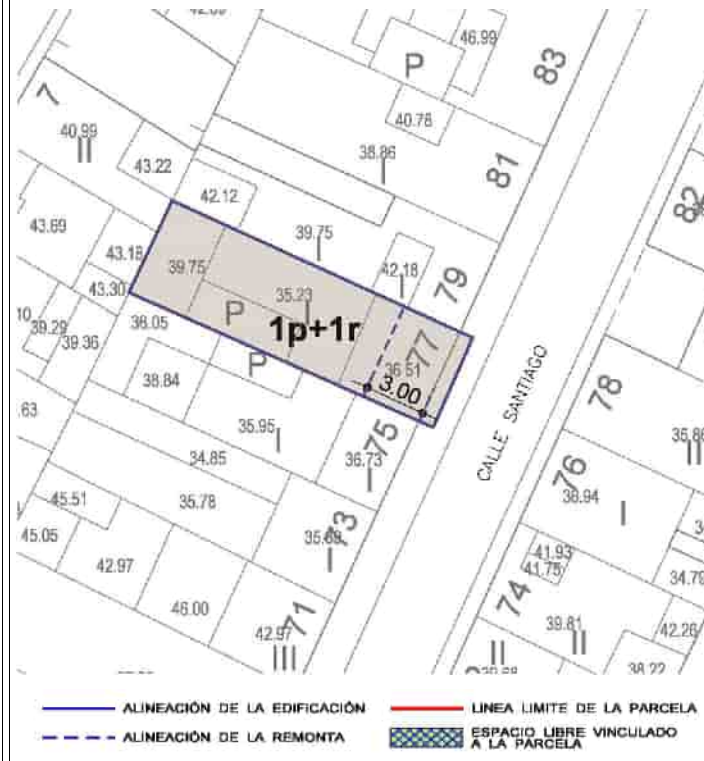 42.69
46.99
83
P
40.78
7
40.99
II
38.86
I
81
43.22
42.12
82
43.69
39.75
I
43.18
39.75
42.18
79
43.30
35.23
I
P
1p+1r
77
39.29
38.05
39.36
36.51
3.00
P
CALLE SANTIAGO
78
38.84
.63
35.95
I
75
35.86
II
34.85
36.73
I
76
38.94
I
45.51
35.78
73
I
45.05
42.97
41.93
41.75
34.79
74
46.00
71
39.81
II
42.97
III
42.26
II
38.22
ALINEACIÓN DE LA EDIFICACIÓN
LINEA LIMITE DE LA PARCELA
ALINEACIÓN DE LA REMONTA
ESPACIO LIBRE VINCULADO
A LA PARCELA